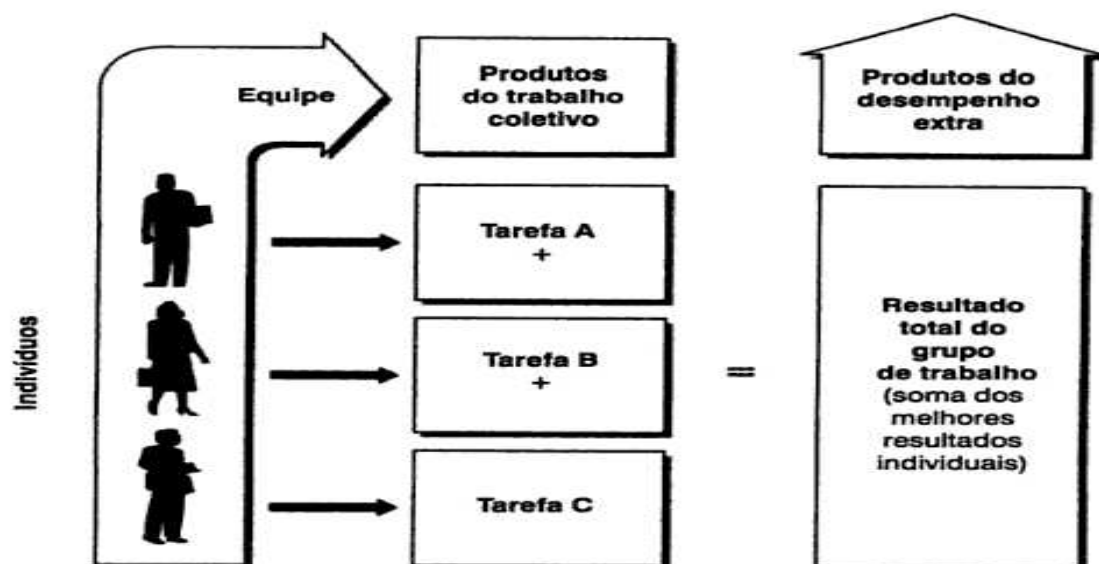 Equipe
Produtos
do trabalho
coletivo
Produtos do
desempenho
extra
Indivíduos
Tarefa A
+
Tarefa B
+
Tarefa C
=
Resultado
total do
grupo
de trabalho
(soma dos
melhores
resultados
individuais)